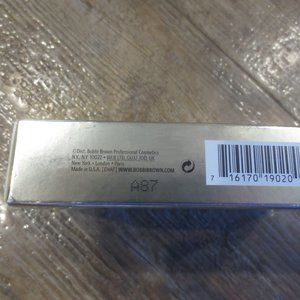 ©Dist. Bobbi Brown Professional Cosmetics
N.Y., N.Y. 10022 •
New York • London • Paris
Made in U.S.A. WWW.BOBBIBROWN.COM
A87
7 16170 19020